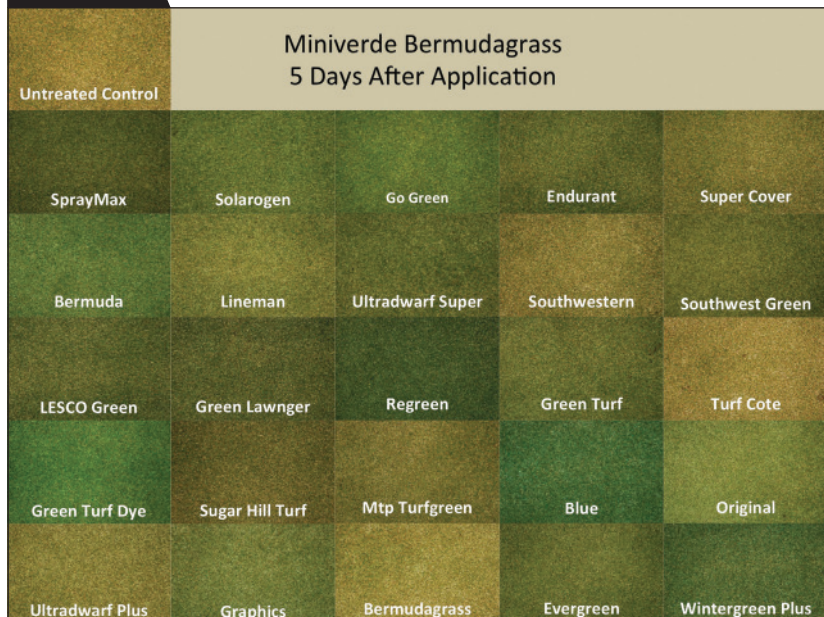 Miniverde Bermudagrass
5 Days After Application
Untreated Control
SprayMax
Solarogen
Go Green
Endurant
Super Cover
Bermuda
Lineman
Ultradwarf Super
Southwestern
Southwest Green
LESCO Green
Green Lawnger
Regreen
Green Turf
Turf Cote
Green Turf Dye
Sugar Hill Turf
Mtp Turfgreen
Blue
Original
Ultradwarf Plus
Graphics
Bermudagrass
Evergreen
Wintergreen Plus